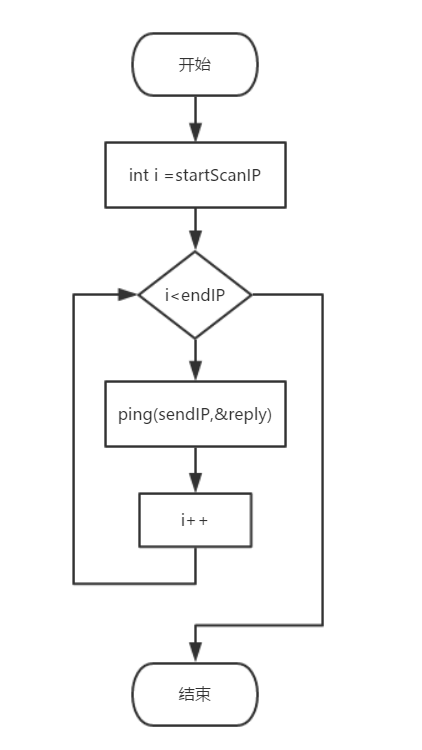 开始
int i =startScanIP
i<endIP
ping(sendIP,&reply)
i++
结束